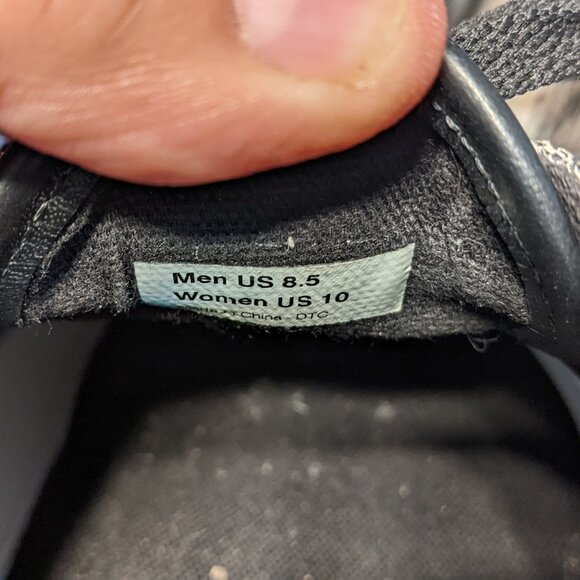 Men US 8.5
Women US 10
China - DTC